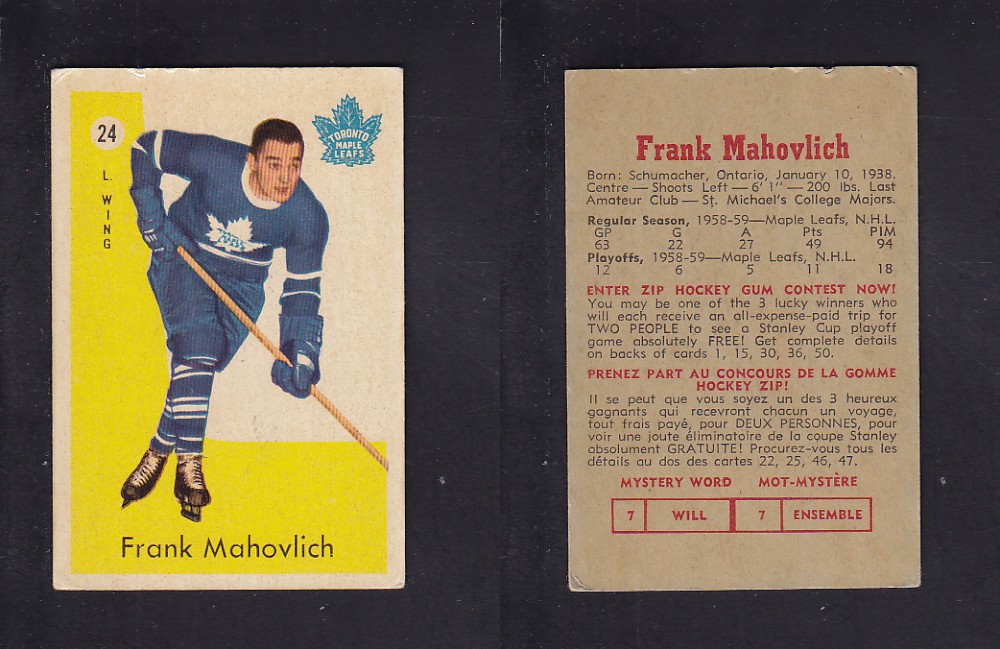 24
L. WING
TORONTO
MAPLE
LEAFS
Frank Mahovlich
Frank Mahovlich
Born: Schumacher, Ontario, January 10, 1938.
Centre — Shoots Left — 6' 1" — 200 lbs. Last
Amateur Club — St. Michael's College Majors.
Regular Season, 1958-59—Maple Leafs, N.H.L.
GP G A Pts PIM
63 22 27 49 94
Playoffs, 1958-59—Maple Leafs, N.H.L.
12 6 5 11 18
ENTER ZIP HOCKEY GUM CONTEST NOW!
You may be one of the 3 lucky winners who
will each receive an all-expense-paid trip for
TWO PEOPLE to see a Stanley Cup playoff
game absolutely FREE! Get complete details
on backs of cards 1, 15, 30, 36, 50.
PRENEZ PART AU CONCOURS DE LA GOMME
HOCKEY ZIP!
Il se peut que vous soyez un des 3 heureux
gagnants qui recevront chacun un voyage,
tout frais payé, pour DEUX PERSONNES, pour
voir une joute éliminatoire de la coupe Stanley
absolument GRATUITE! Procurez-vous tous les
détails au dos des cartes 22, 25, 46, 47.
MYSTERY WORD MOT-MYSTÈRE
7 WILL 7 ENSEMBLE